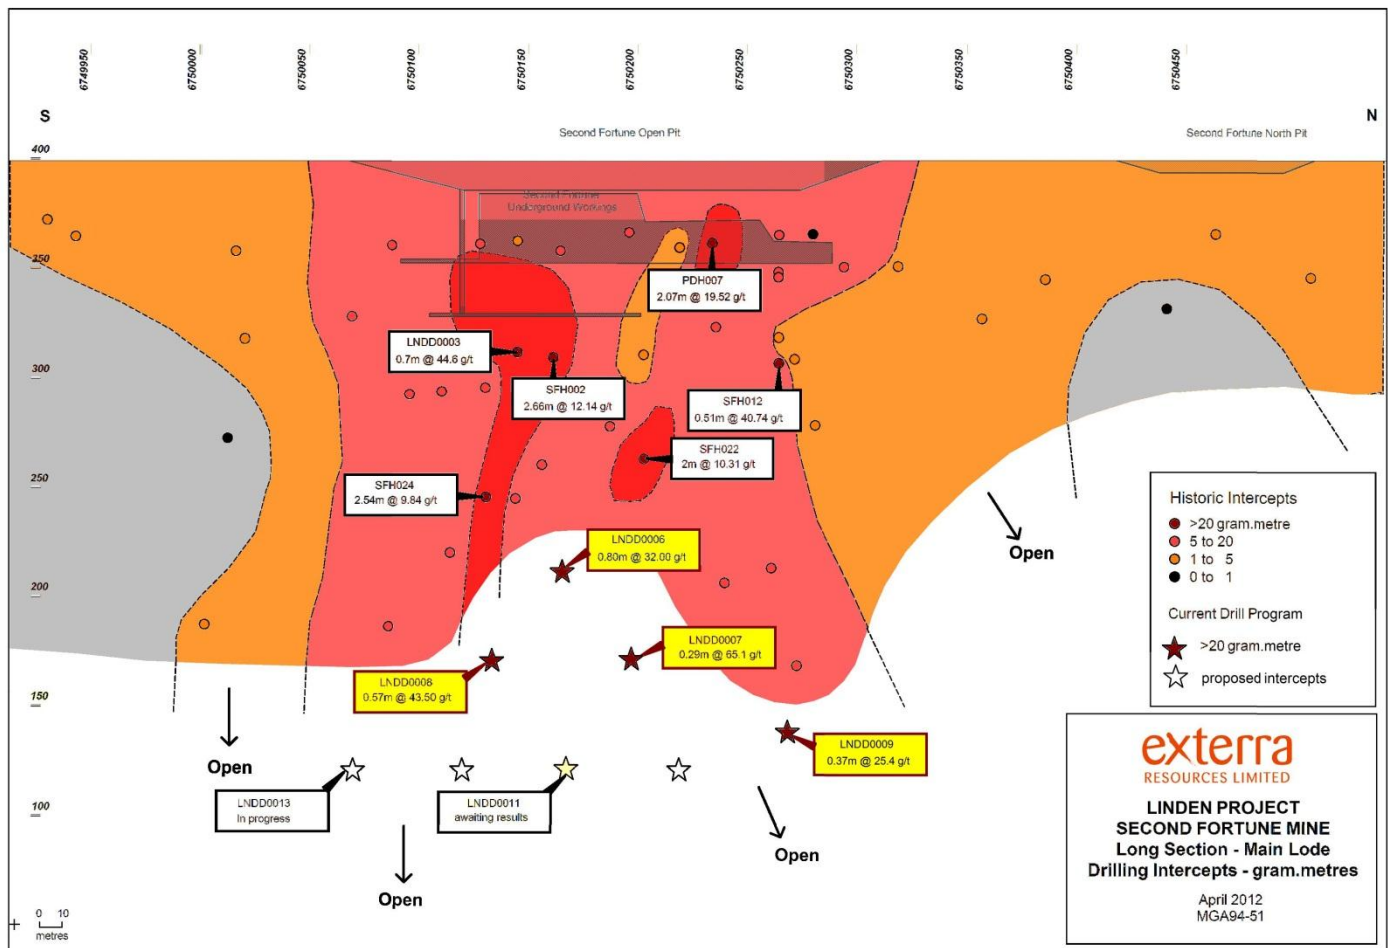 6749950
6750000
6750050
6750100
6750150
6750200
6750250
6750300
6750350
6750400
6750450
S
N
Second Fortune Open Pit
Second Fortune North Pit
400
Second Fortune
Underground Workings
350
PDH007
2.07m @ 19.52 g/t
LNDD0003
0.7m @ 44.6 g/t
300
SFH002
2.66m @ 12.14 g/t
SFH012
0.51m @ 40.74 g/t
SFH022
2m @ 10.31 g/t
250
SFH024
2.54m @ 9.84 g/t
LNDD0006
0.80m @ 32.00 g/t
200
Open
LNDD0007
0.29m @ 65.1 g/t
LNDD0008
0.57m @ 43.50 g/t
150
LNDD0009
0.37m @ 25.4 g/t
Open
LNDD0013
In progress
LNDD0011
awaiting results
100
Open
Open
0 10
metres
Historic Intercepts
>20 gram.metre
5 to 20
1 to 5
0 to 1
Current Drill Program
>20 gram.metre
proposed intercepts
exterra
RESOURCES LIMITED
LINDEN PROJECT
SECOND FORTUNE MINE
Long Section - Main Lode
Drilling Intercepts - gram.metres
April 2012
MGA94-51